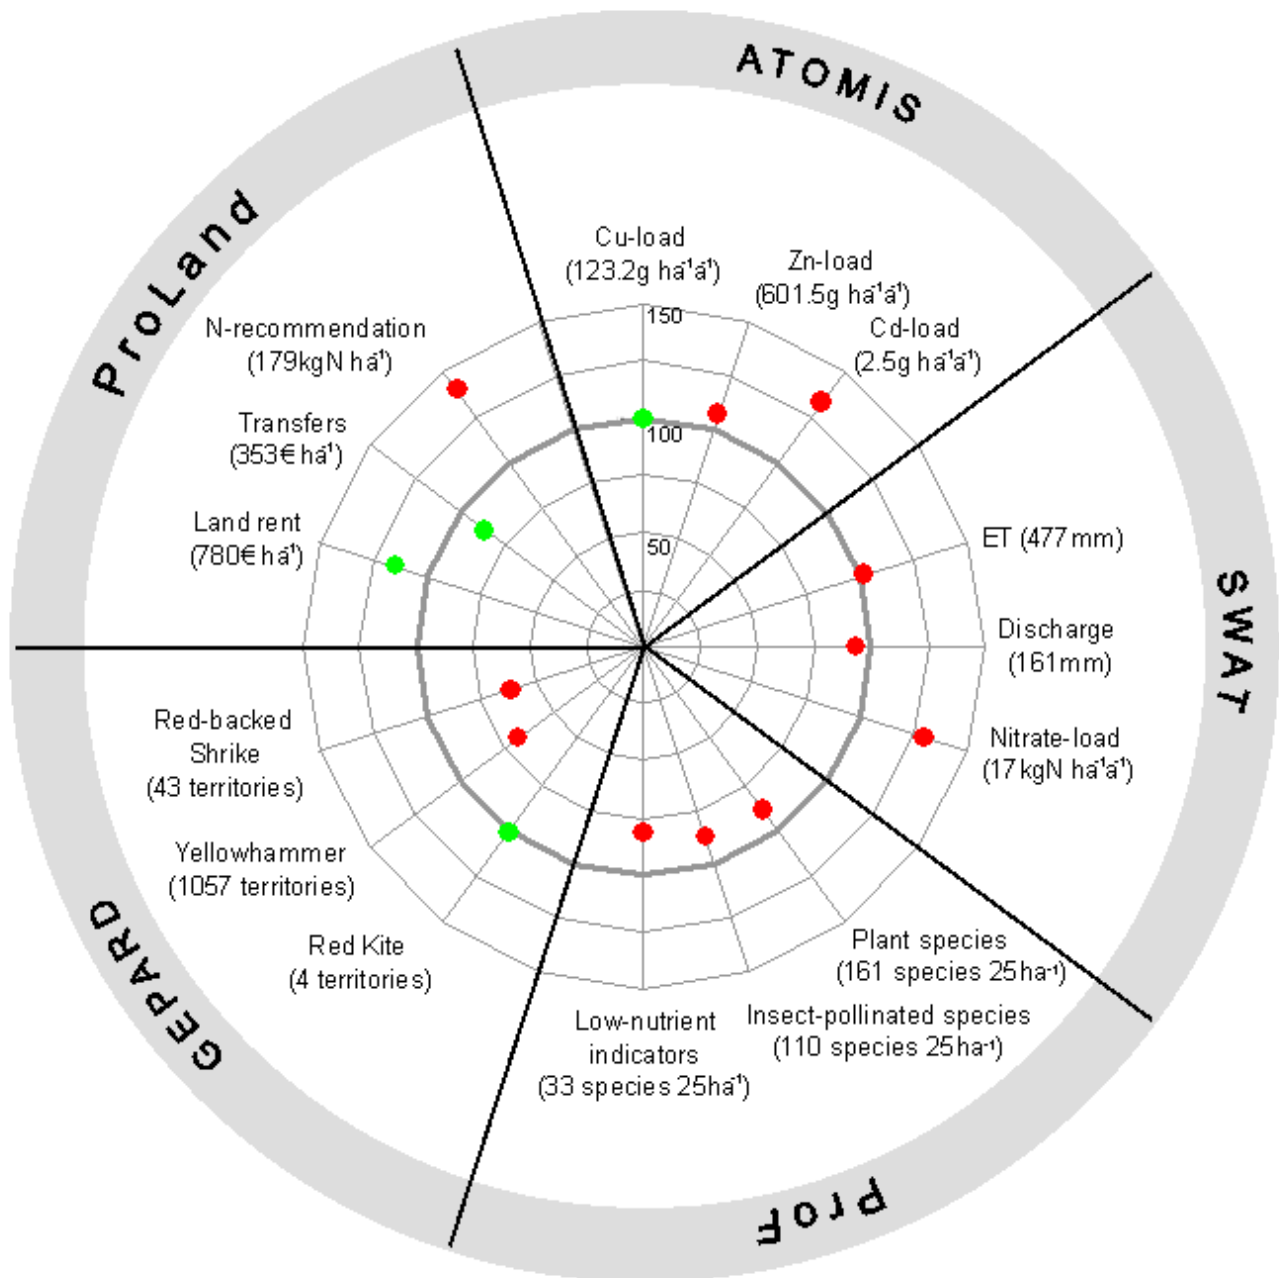 ATOMIS
ProLand
SWAT
GEPARD
ProF
Cu-load
(123.2g ha⁻¹a⁻¹)
Zn-load
(601.5g ha⁻¹a⁻¹)
Cd-load
(2.5g ha⁻¹a⁻¹)
N-recommendation
(179kgN ha⁻¹)
Transfers
(353€ ha⁻¹)
Land rent
(780€ ha⁻¹)
150
100
50
ET (477mm)
Discharge
(161mm)
Nitrate-load
(17kgN ha⁻¹a⁻¹)
Red-backed
Shrike
(43 territories)
Yellowhammer
(1057 territories)
Red Kite
(4 territories)
Plant species
(161 species 25ha⁻¹)
Insect-pollinated species
(110 species 25ha⁻¹)
Low-nutrient
indicators
(33 species 25ha⁻¹)